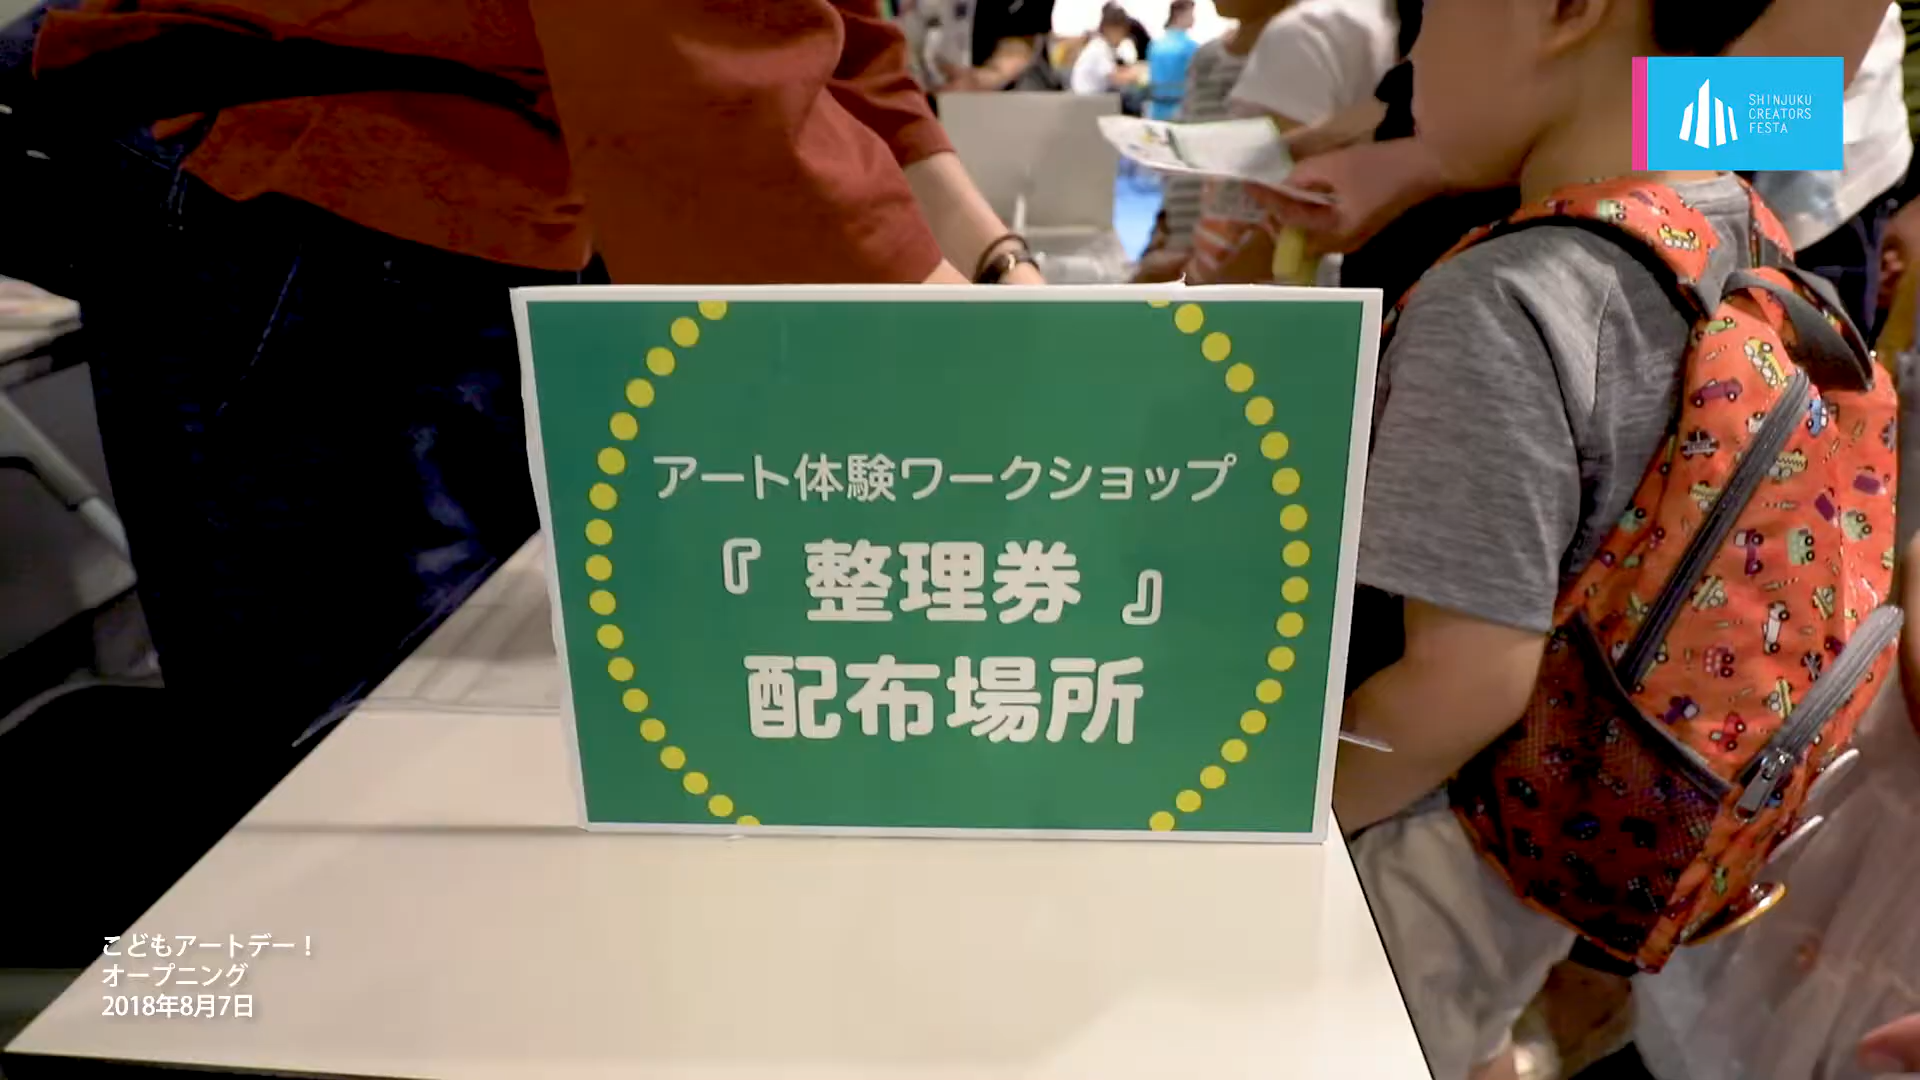 SHINJUKU
CREATORS
FESTA
アート体験ワークショップ
『整理券』
配布場所
こどもアートデー！
オープニング
2018年8月7日